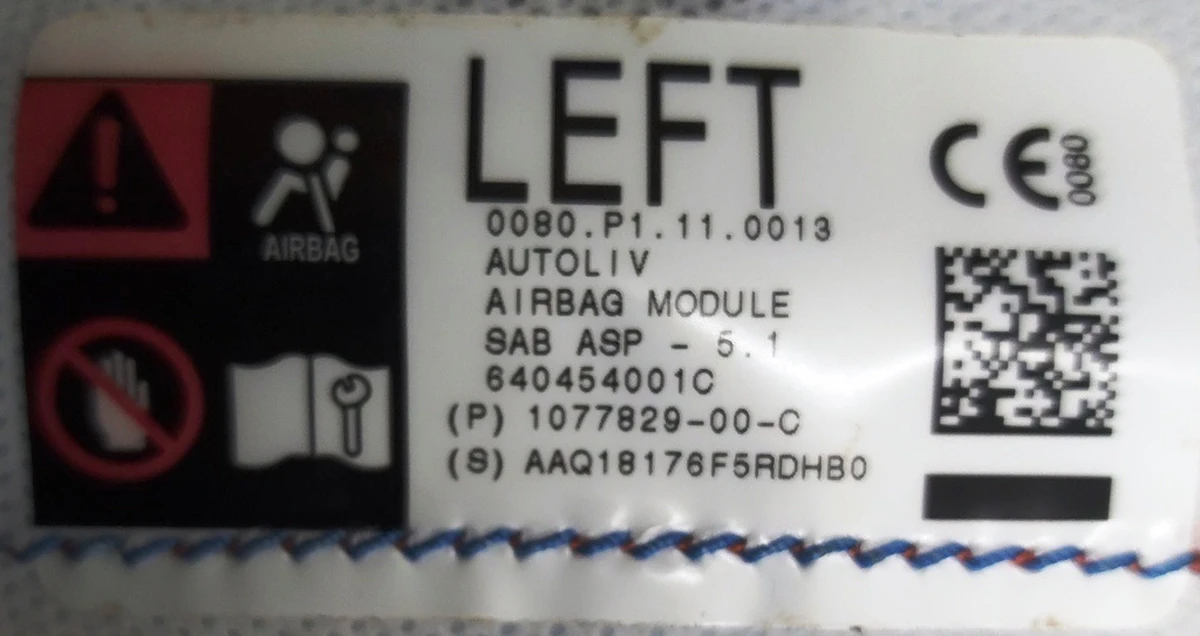 LEFT
CE 0080
AIRBAG
0080.P1.11.0013
AUTOLIV
AIRBAG MODULE
SAB ASP - 5.1
640454001C
(P) 1077829-00-C
(S) AAQ18176F5RDHB0